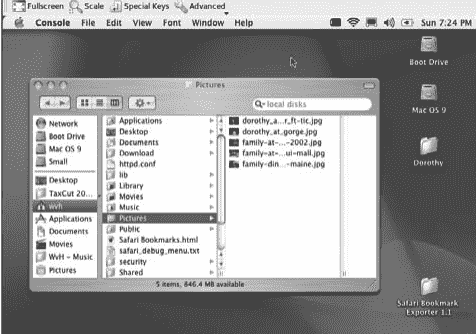 Fullscreen Scale Special Keys Advanced
Console File Edit View Font Window Help Sun 7:24 PM
Pictures
local disks
Network
Boot Drive
Mac OS 9
Small
Desktop
TaxCut 20...
wvh
Applications
Documents
Movies
WvH - Music
Pictures
Applications
Desktop
Documents
Download
httpd.conf
lib
Library
Movies
Music
Pictures
Public
Safari Bookmarks.html
safari_debug_menu.txt
security
Shared
dorothy_a...r_ft-tic.jpg
dorothy_at_gorge.jpg
family-at-...-2002.jpg
family-at-...ui-mall.jpg
family-din...-maine.jpg
5 items, 846.4 MB available
Boot Drive
Mac OS 9
Dorothy
Safari Bookmark
Exporter 1.1